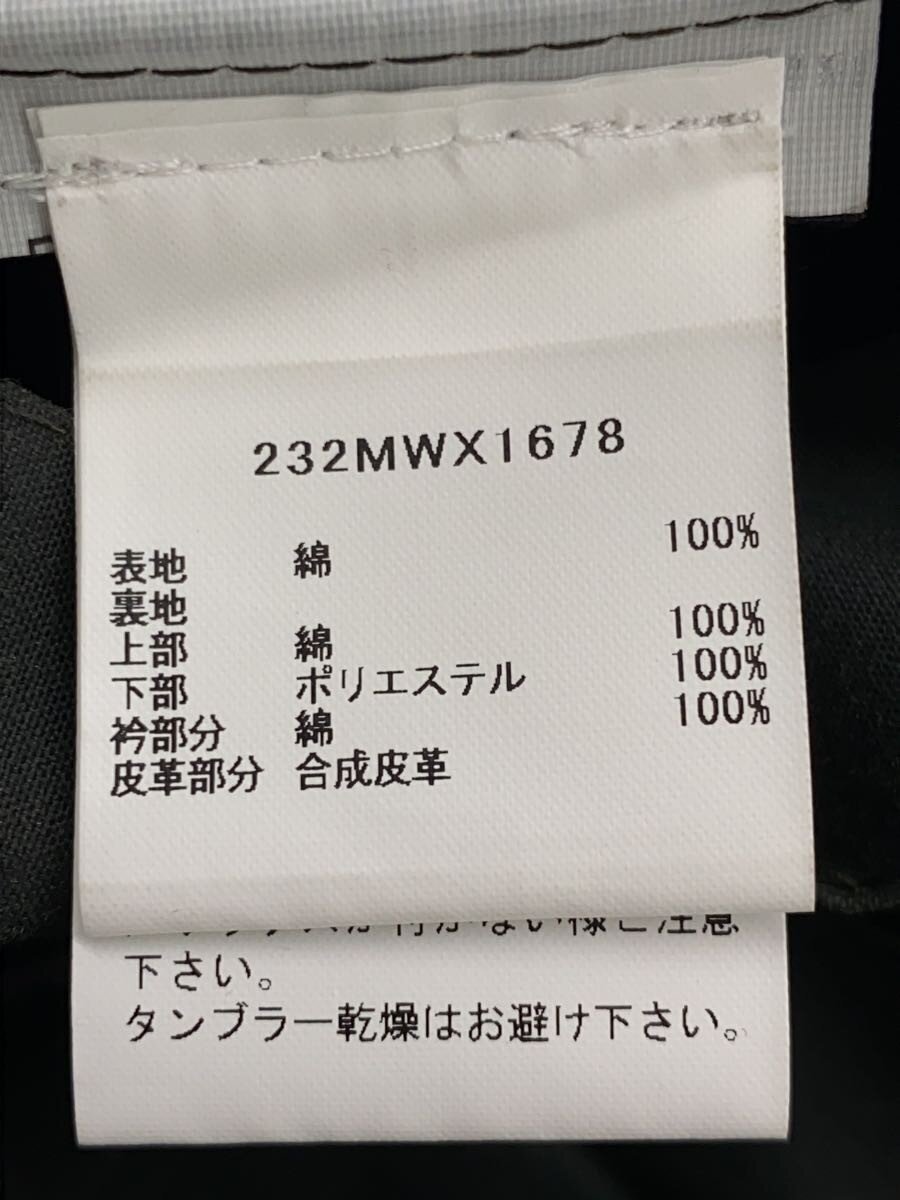 232MWX1678
表地 綿 100%
裏地
上部 綿 100%
下部 ポリエステル 100%
衿部分 綿 100%
皮革部分 合成皮革
下さい。
タンブラー乾燥はお避け下さい。